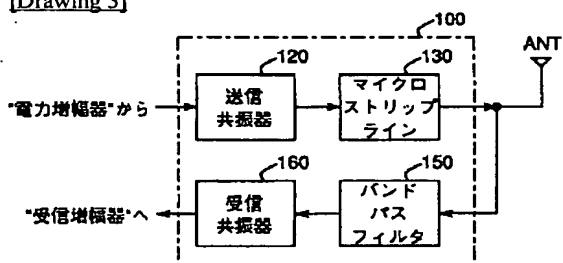 [Drawing 3]
100
ANT
120
130
送信
共振器
マイクロ
ストリップ
ライン
"電力増幅器"から
160
150
受信
共振器
バンド
パス
フィルタ
"受信増幅器"へ